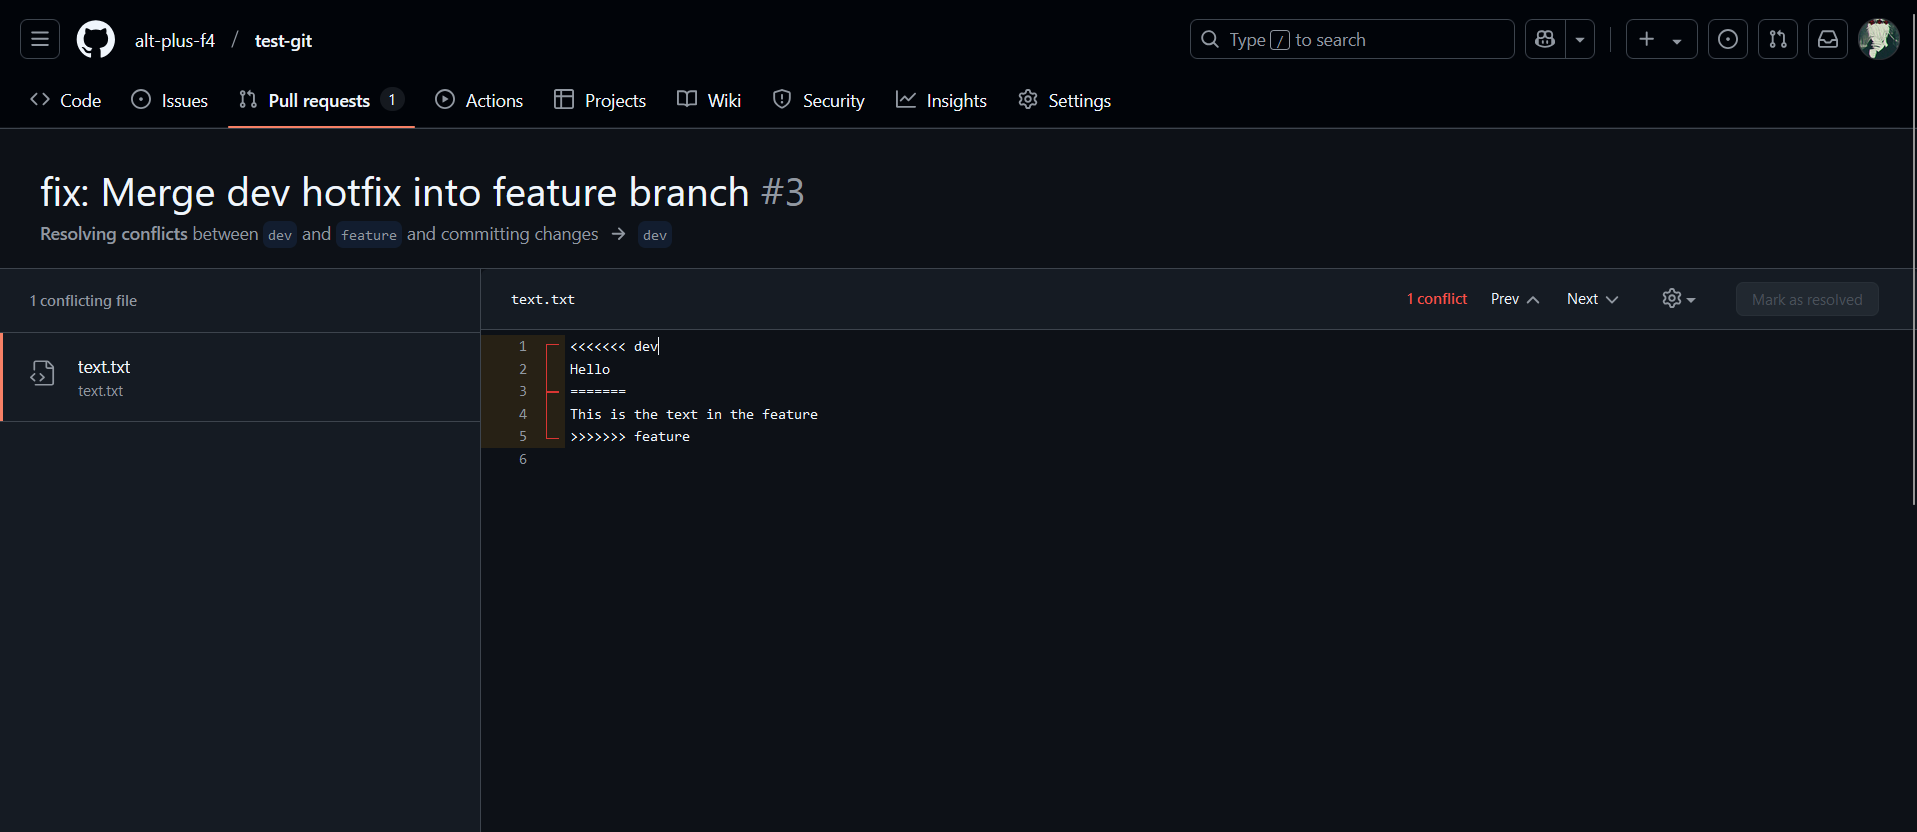 alt-plus-f4 / test-git
Type / to search
Code
Issues
Pull requests 1
Actions
Projects
Wiki
Security
Insights
Settings
fix: Merge dev hotfix into feature branch #3
Resolving conflicts between dev and feature and committing changes → dev
1 conflicting file
text.txt
text.txt
text.txt
1 conflict
Prev
Next
Mark as resolved
1 <<<<<<< dev
2 Hello
3 =======
4 This is the text in the feature
5 >>>>>>> feature
6